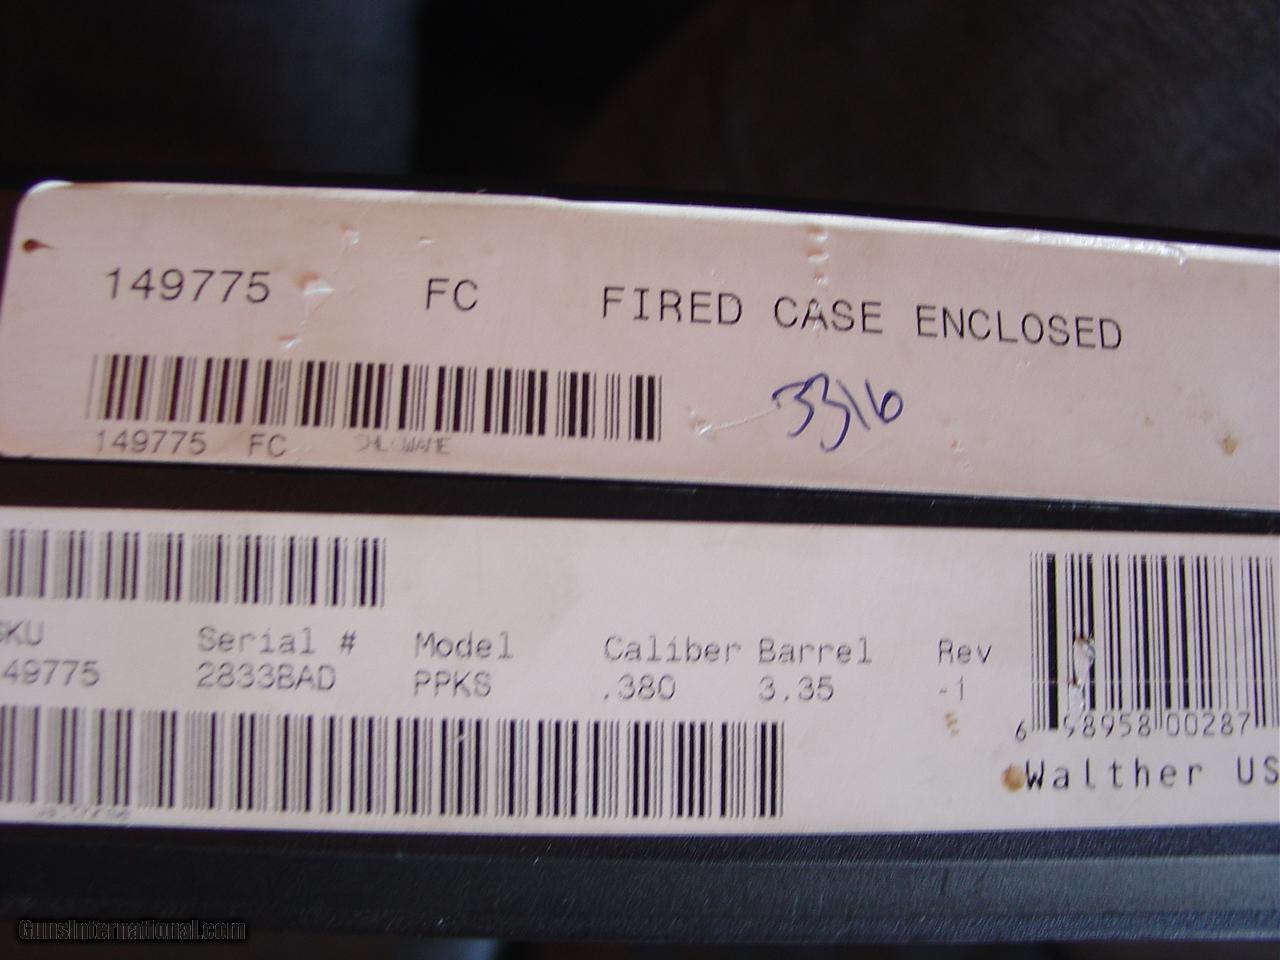 149775 FC FIRED CASE ENCLOSED
3316
149775 FC
SKU Serial # Model Caliber Barrel Rev
49775 2833BAD PPKS .380 3.35 -1
6 58958 00287
Walther US
GunsInternational.com